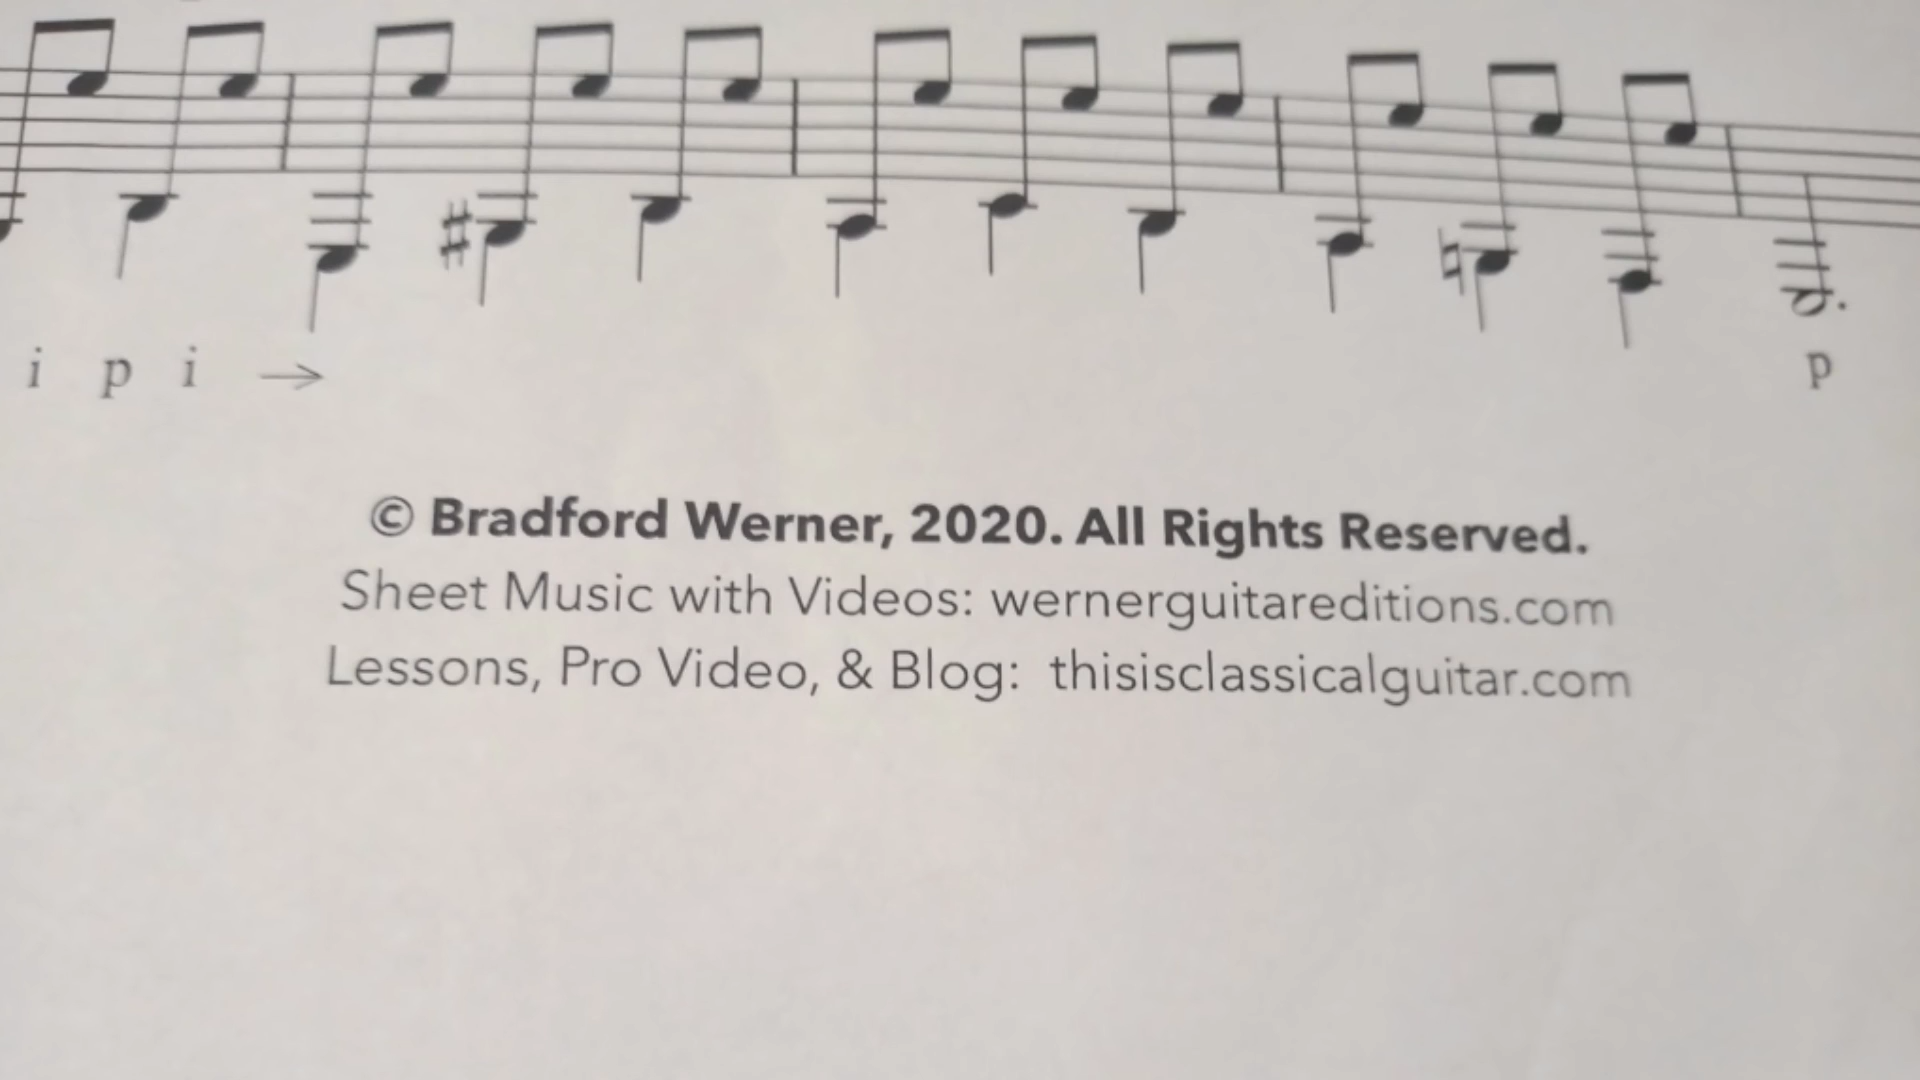 i p i → p
© Bradford Werner, 2020. All Rights Reserved.
Sheet Music with Videos: wernerguitareditions.com
Lessons, Pro Video, & Blog: thisisclassicalguitar.com